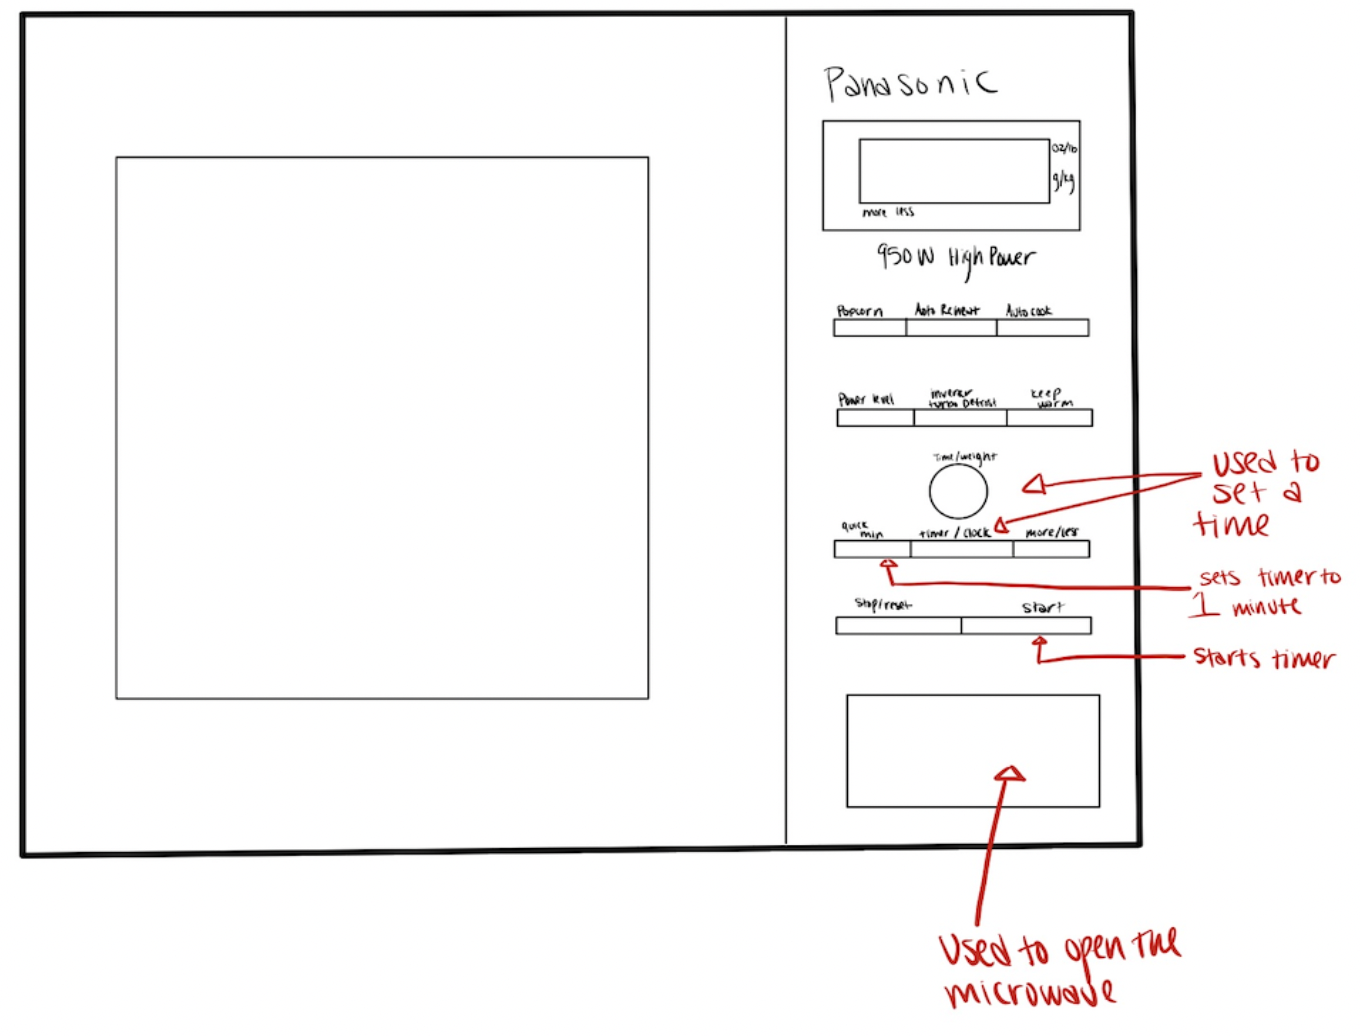 Panasonic
oz/lb
g/kg
more less
950W High Power
Popcorn Auto Reheat Auto cook
Power level
inverter
turbo Defrost
keep
warm
Time/weight
quick
min
timer / clock
more/less
Stop/reset
start
Used to
set a
time
sets timer to
1 minute
starts timer
Used to open the
microwave